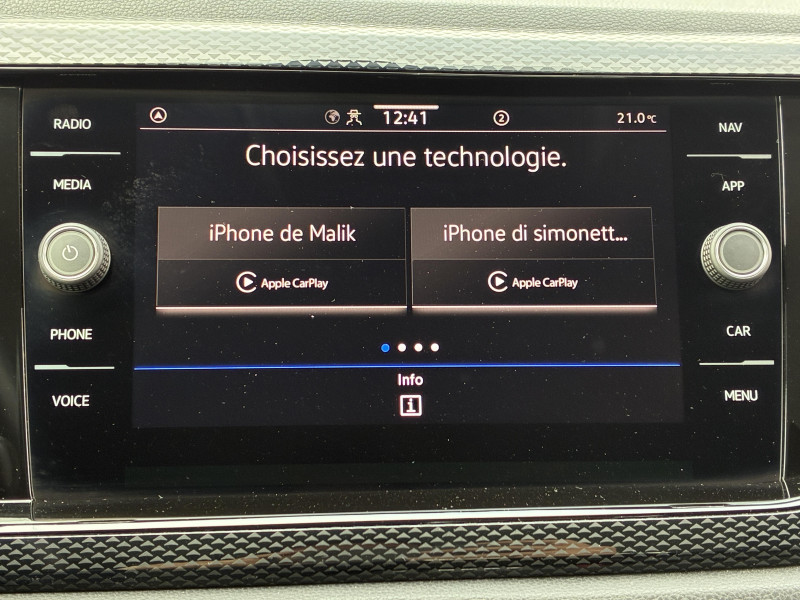 RADIO
MEDIA
PHONE
VOICE
12:41
2
21.0°C
Choisissez une technologie.
iPhone de Malik
Apple CarPlay
iPhone di simonett...
Apple CarPlay
Info
i
NAV
APP
CAR
MENU